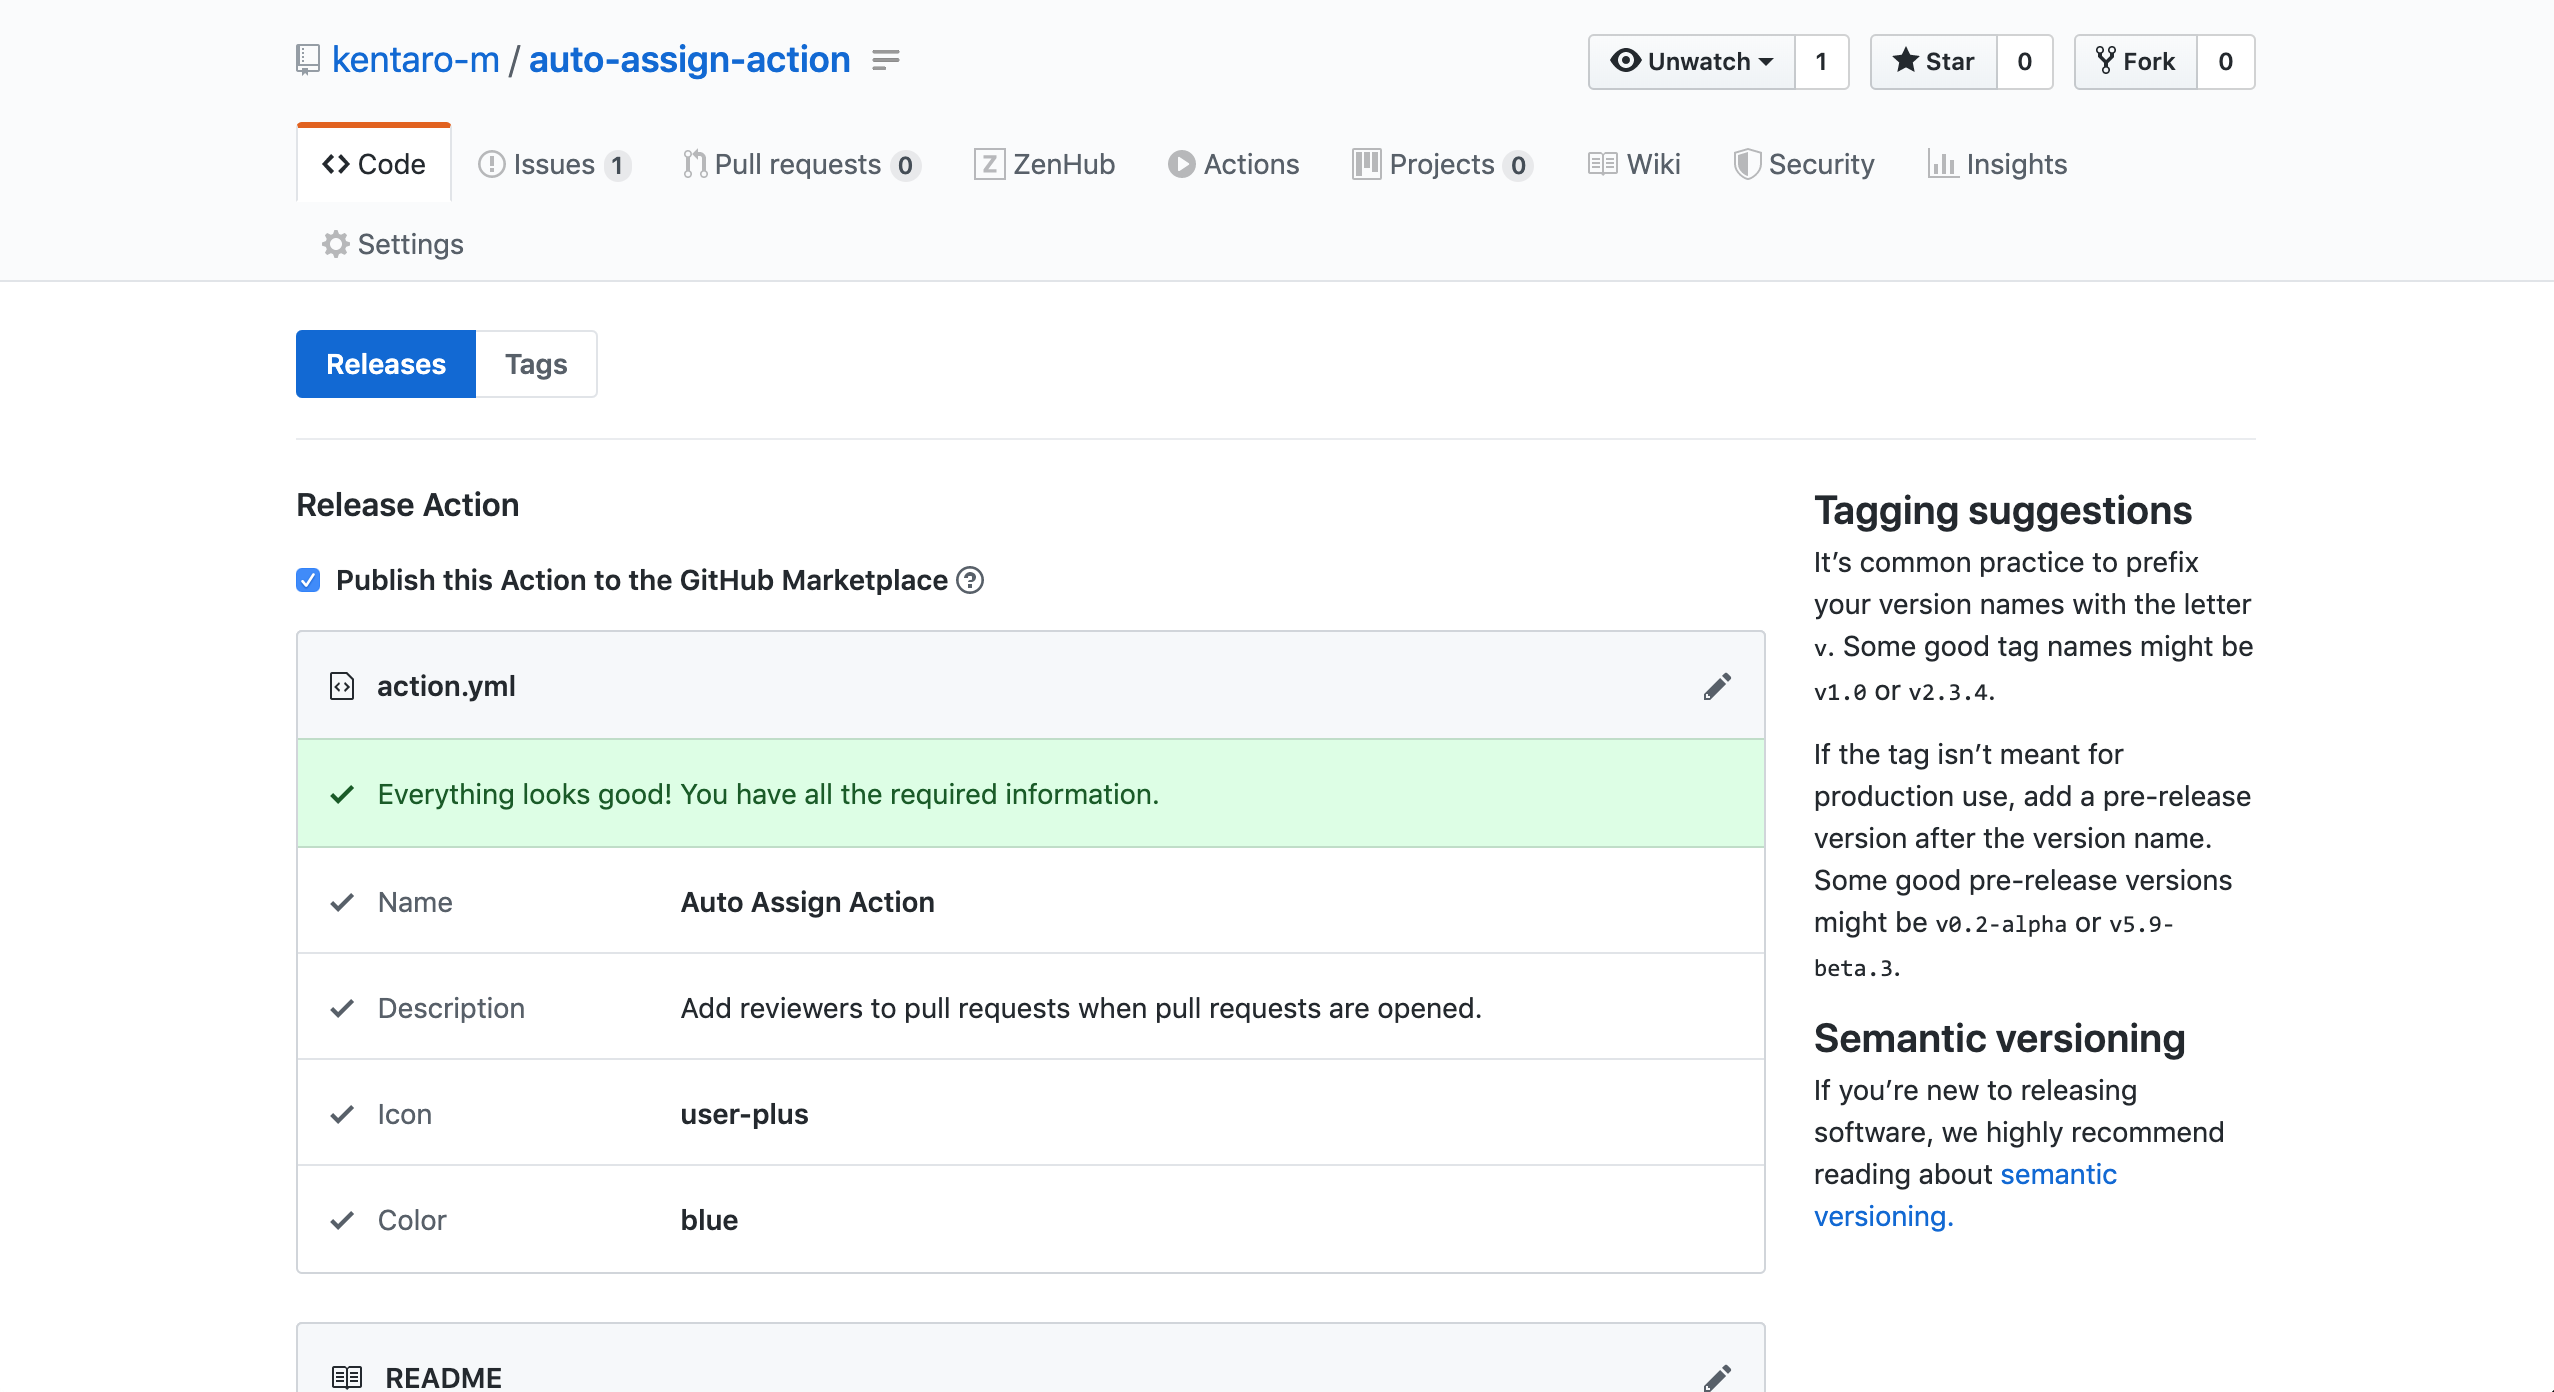 kentaro-m / auto-assign-action
Unwatch 1 Star 0 Fork 0
Code Issues 1 Pull requests 0 Z ZenHub Actions Projects 0 Wiki Security Insights
Settings
Releases Tags
Release Action
Publish this Action to the GitHub Marketplace ?
action.yml
Everything looks good! You have all the required information.
Name Auto Assign Action
Description Add reviewers to pull requests when pull requests are opened.
Icon user-plus
Color blue
README
Tagging suggestions
It’s common practice to prefix
your version names with the letter
v. Some good tag names might be
v1.0 or v2.3.4.
If the tag isn’t meant for
production use, add a pre-release
version after the version name.
Some good pre-release versions
might be v0.2-alpha or v5.9-
beta.3.
Semantic versioning
If you’re new to releasing
software, we highly recommend
reading about semantic
versioning.